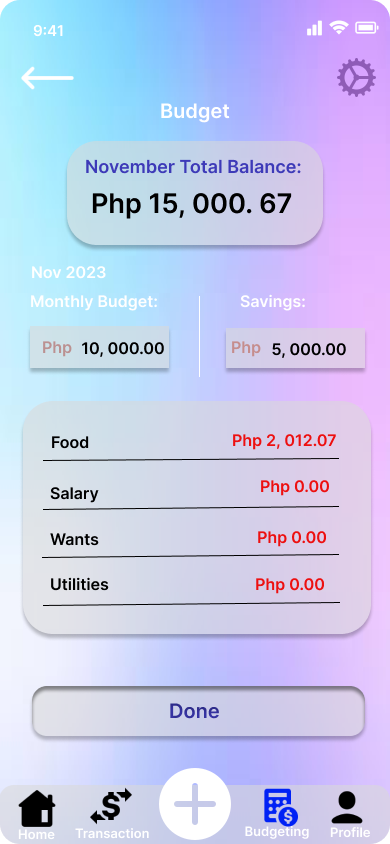 9:41
Budget
November Total Balance:
Php 15, 000. 67
Nov 2023
Monthly Budget: Savings:
Php 10, 000.00 Php 5, 000.00
Food Php 2, 012.07
Salary Php 0.00
Wants Php 0.00
Utilities Php 0.00
Done
Home Transaction Budgeting Profile